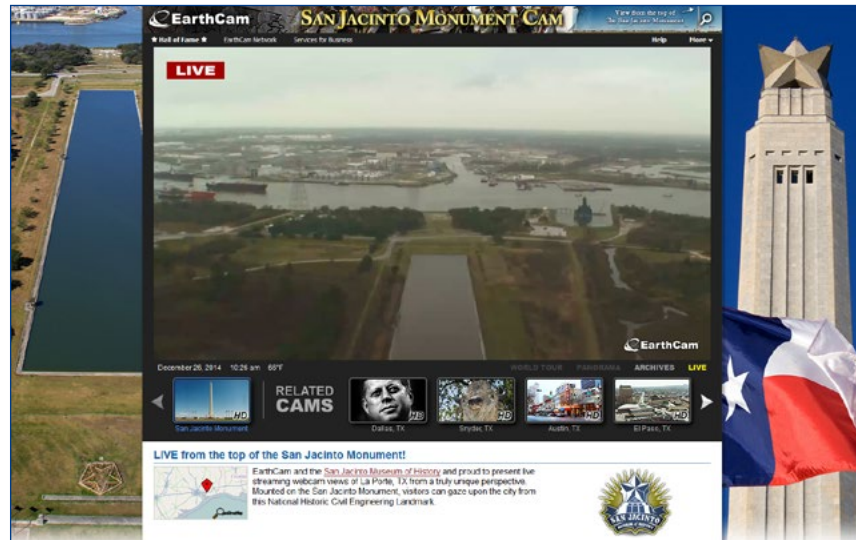 EarthCam
SAN JACINTO MONUMENT CAM
View from the top of
The San Jacinto Monument
★ Hall of Fame ★ EarthCam Network Services for Business Help More
LIVE
EarthCam
December 26, 2014 10:26 am 66°F WORLD TOUR PANORAMA ARCHIVES LIVE
RELATED
CAMS
HD HD HD HD HD
San Jacinto Monument Dallas, TX Snyder, TX Austin, TX El Paso, TX
LIVE from the top of the San Jacinto Monument!
EarthCam and the San Jacinto Museum of History and proud to present live
streaming webcam views of La Porte, TX from a truly unique perspective.
Mounted on the San Jacinto Monument, visitors can gaze upon the city from
this National Historic Civil Engineering Landmark.
SAN JACINTO